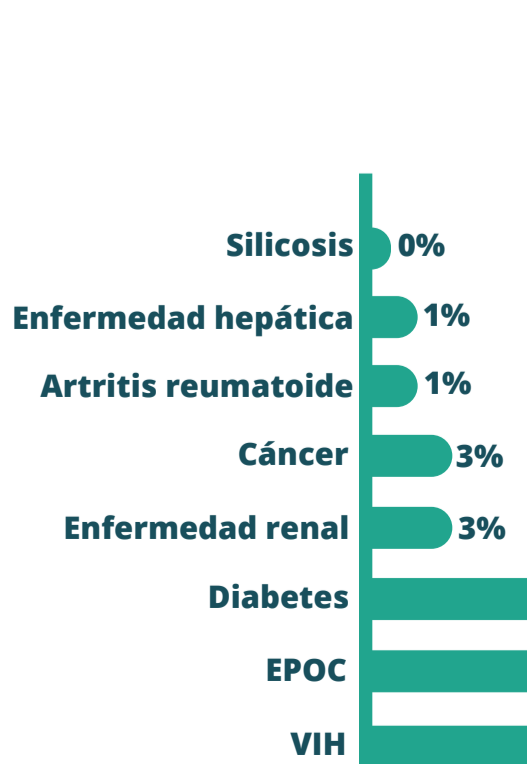 Silicosis 0%
Enfermedad hepática 1%
Artritis reumatoide 1%
Cáncer 3%
Enfermedad renal 3%
Diabetes
EPOC
VIH